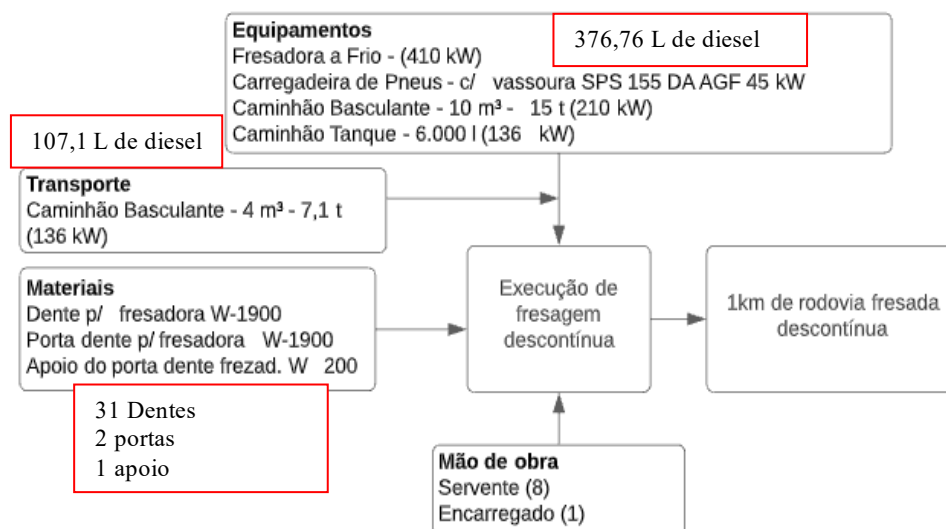 Equipamentos
376,76 L de diesel
Fresadora a Frio - (410 kW)
Carregadeira de Pneus - c/ vassoura SPS 155 DA AGF 45 kW
Caminhão Basculante - 10 m³ - 15 t (210 kW)
Caminhão Tanque - 6.000 l (136 kW)
107,1 L de diesel
Transporte
Caminhão Basculante - 4 m³ - 7,1 t
(136 kW)
Materiais
Dente p/ fresadora W-1900
Porta dente p/ fresadora W-1900
Apoio do porta dente frezad. W 200
31 Dentes
2 portas
1 apoio
Execução de
fresagem
descontínua
1km de rodovia fresada
descontínua
Mão de obra
Servente (8)
Encarregado (1)